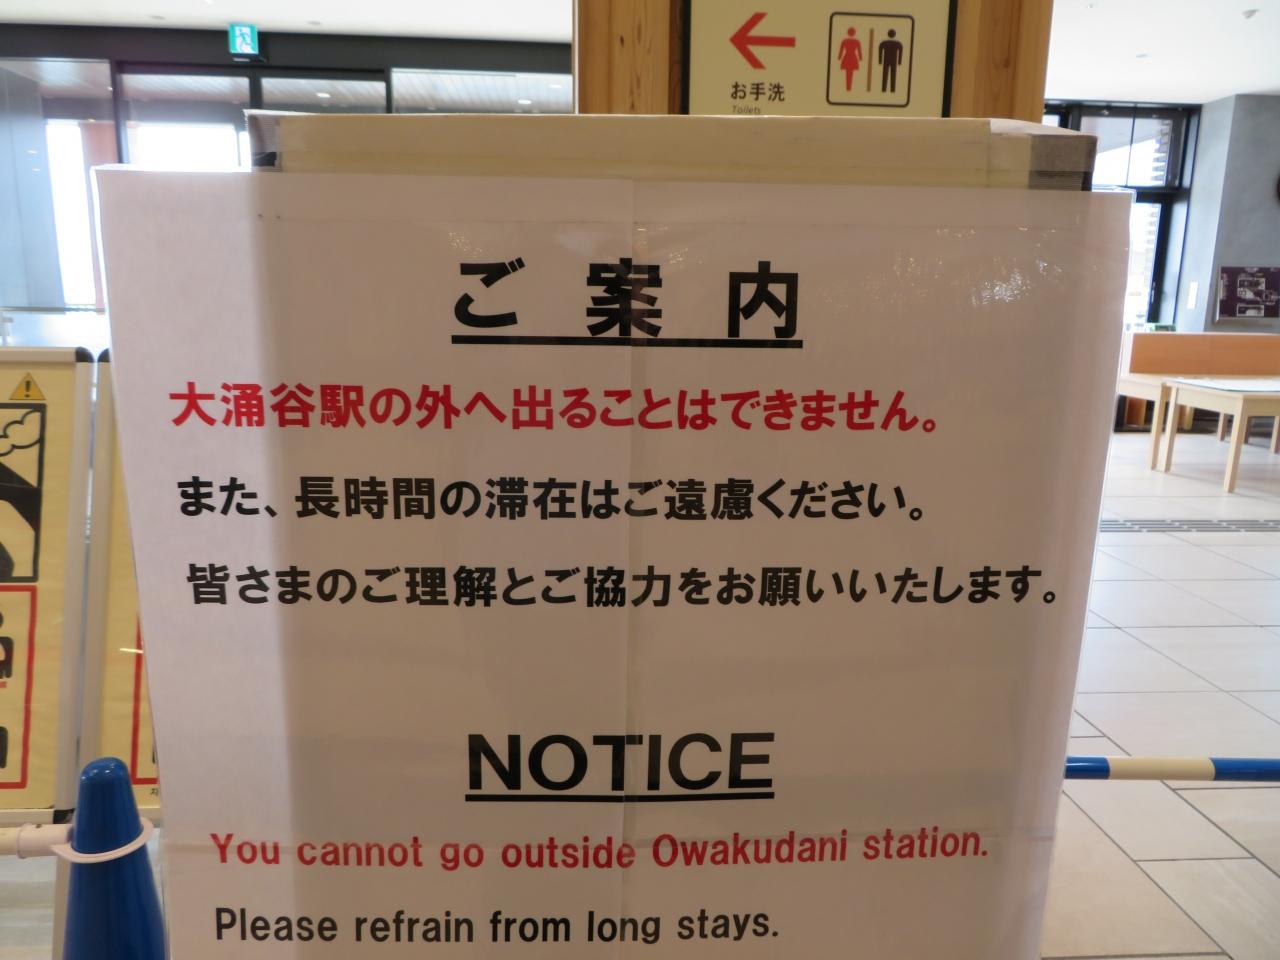 お手洗
Toilets
ご案内
大涌谷駅の外へ出ることはできません。
また、長時間の滞在はご遠慮ください。
皆さまのご理解とご協力をお願いいたします。
NOTICE
You cannot go outside Owakudani station.
Please refrain from long stays.